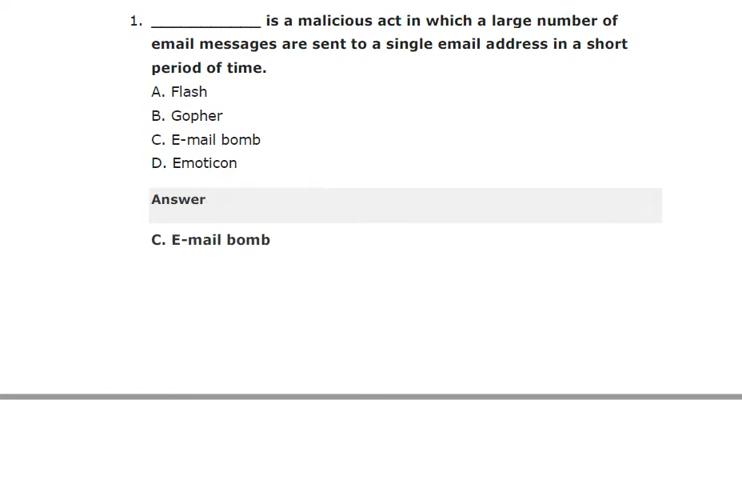 1. ____________ is a malicious act in which a large number of
email messages are sent to a single email address in a short
period of time.
A. Flash
B. Gopher
C. E-mail bomb
D. Emoticon
Answer
C. E-mail bomb